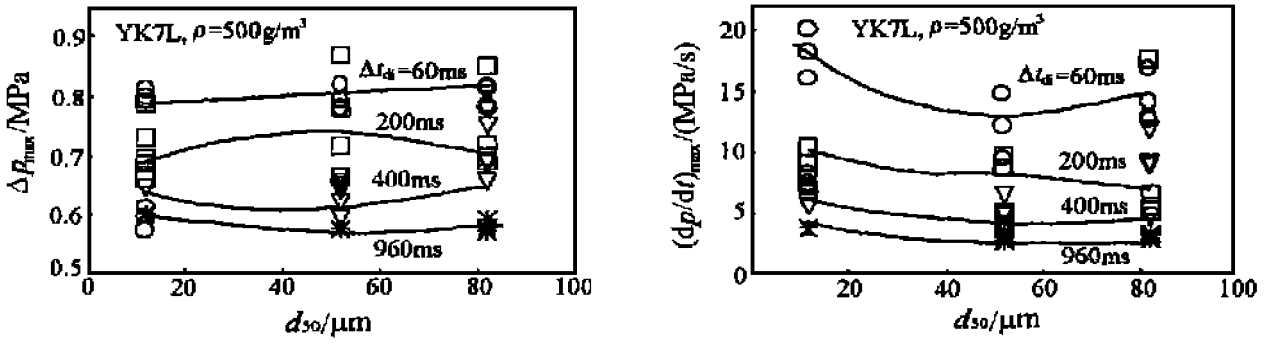 YK7L, ρ=500g/m³
Δt_di=60ms
200ms
400ms
960ms
Δp_max/MPa
0.9
0.8
0.7
0.6
0.5
0
20
40
60
80
100
d₅₀/μm
YK7L, ρ=500g/m³
Δt_di=60ms
200ms
400ms
960ms
(dp/dt)_max/(MPa/s)
20
15
10
5
0
20
40
60
80
100
d₅₀/μm